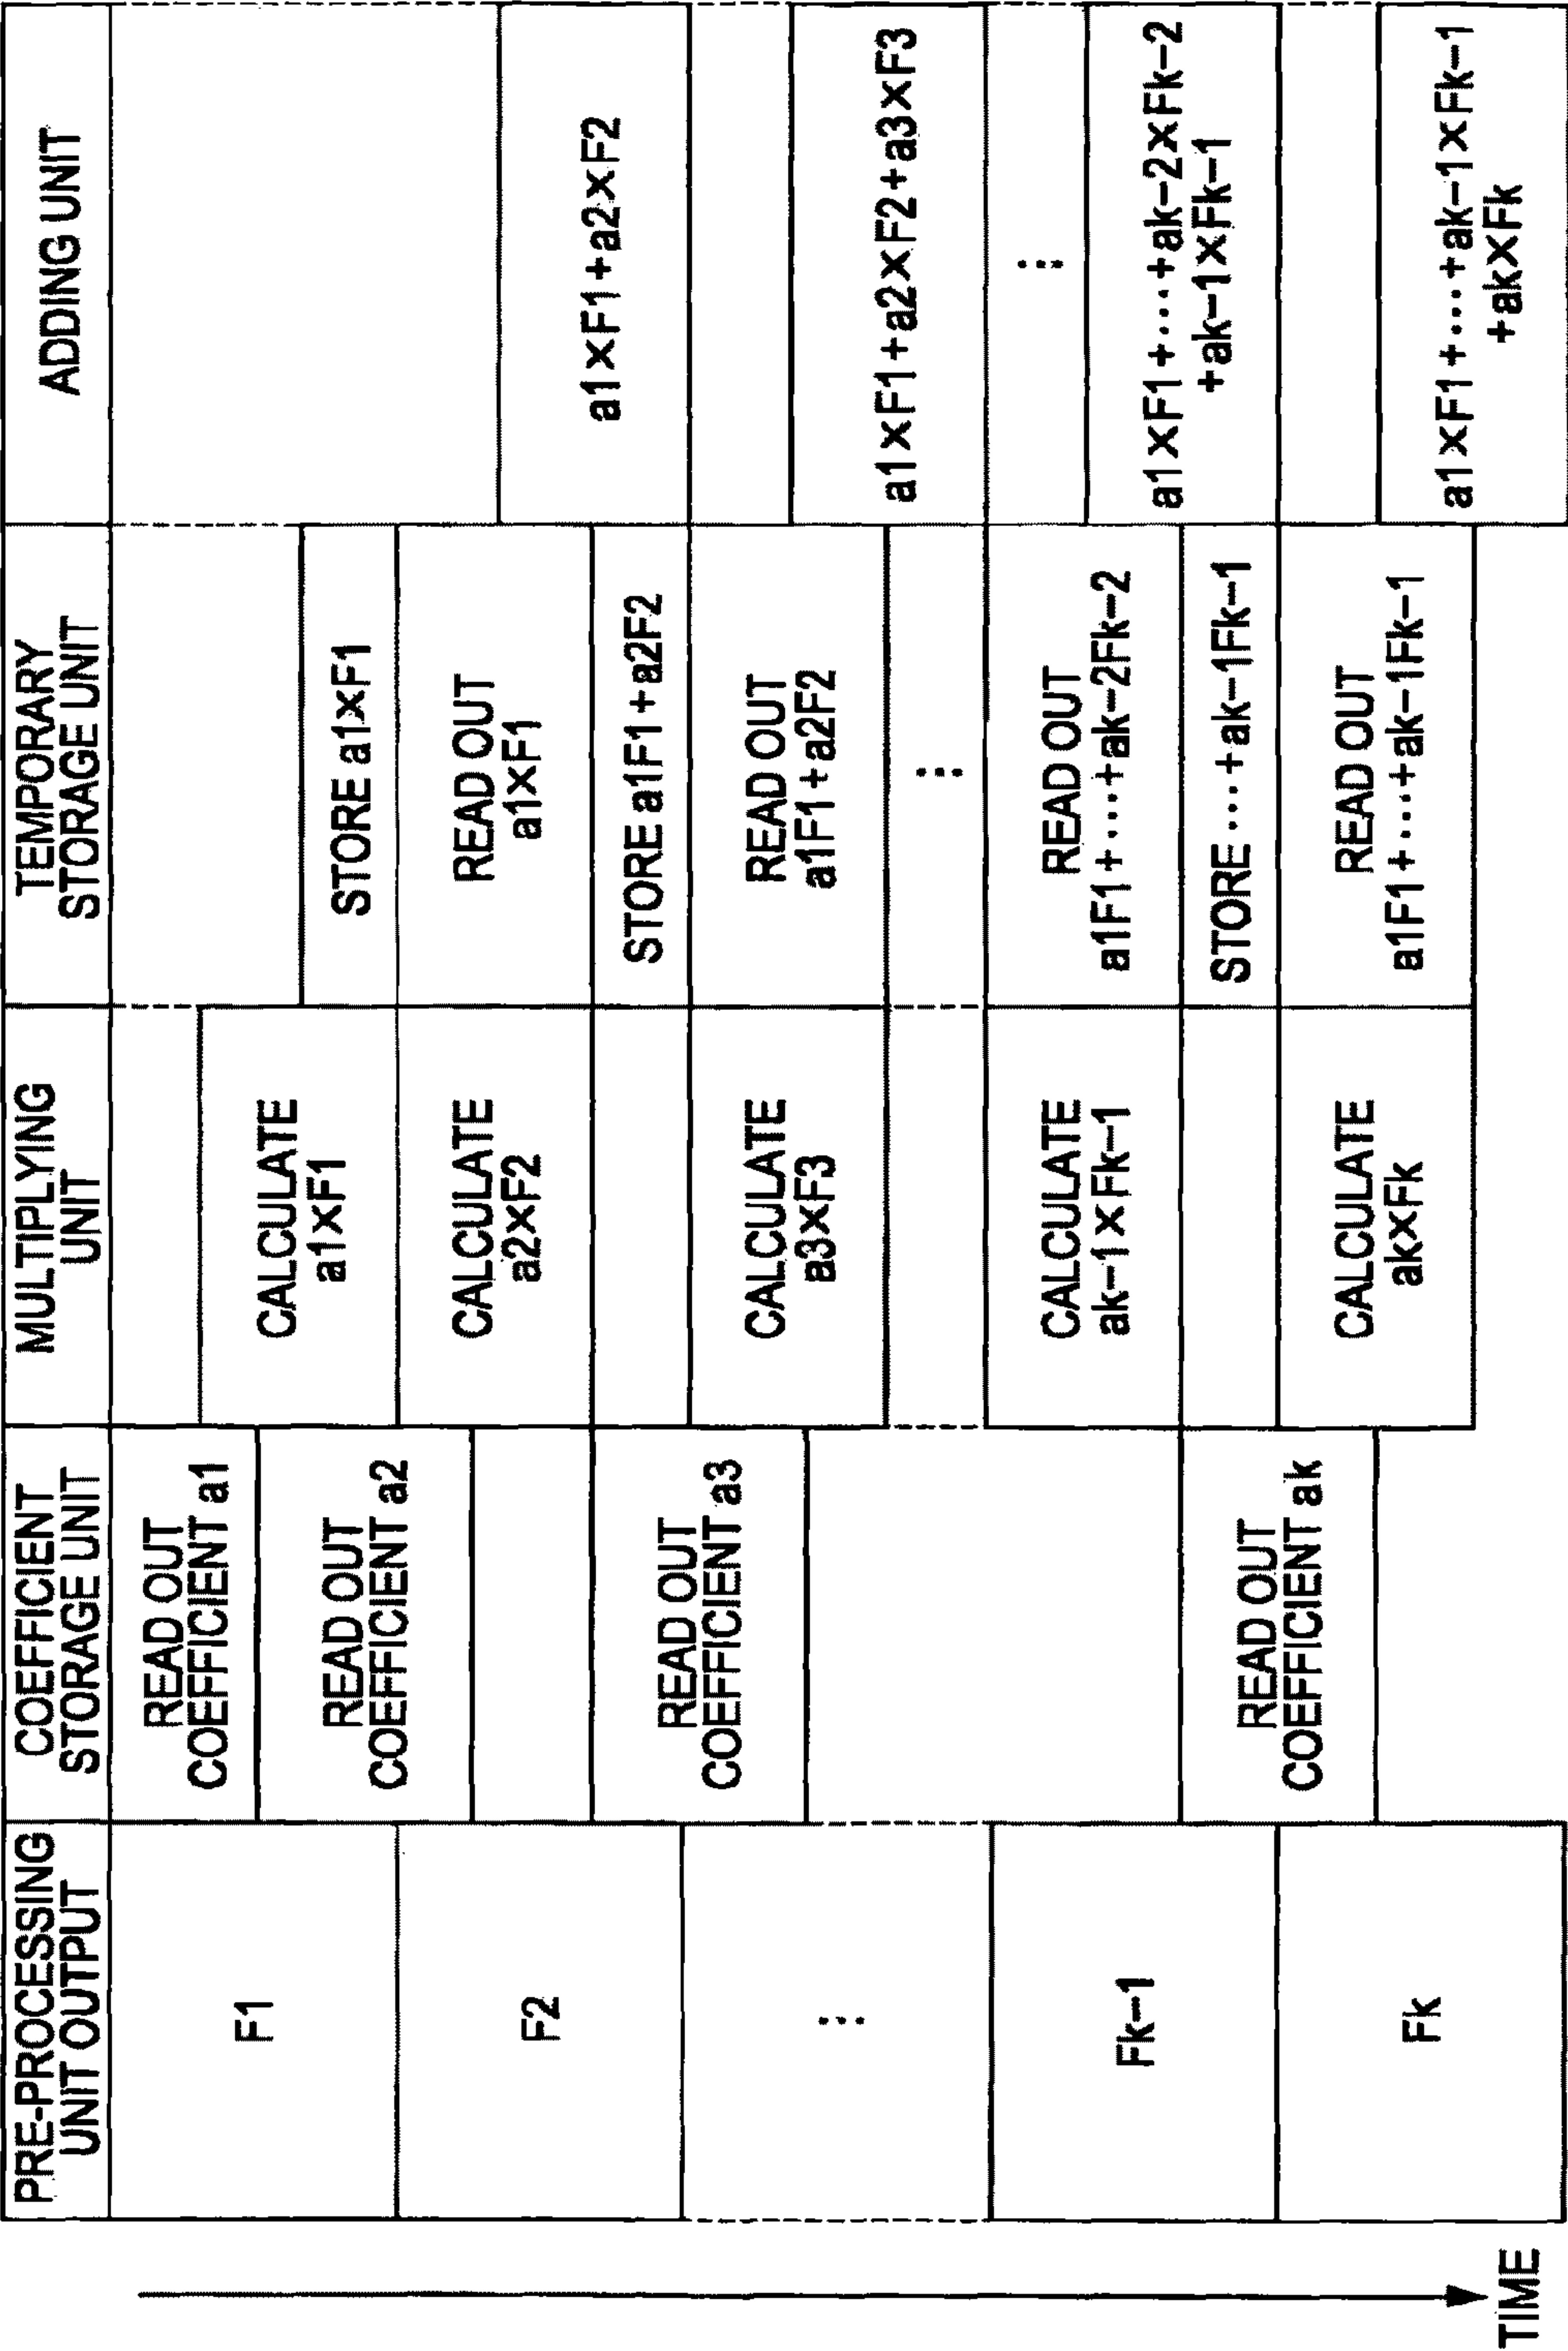 PRE-PROCESSING
UNIT OUTPUT
COEFFICIENT
STORAGE UNIT
MULTIPLYING
UNIT
TEMPORARY
STORAGE UNIT
ADDING UNIT
F1
F2
⋮
Fk−1
Fk
READ OUT
COEFFICIENT a1
READ OUT
COEFFICIENT a2
READ OUT
COEFFICIENT a3
READ OUT
COEFFICIENT ak
CALCULATE
a1×F1
CALCULATE
a2×F2
CALCULATE
a3×F3
CALCULATE
ak−1×Fk−1
CALCULATE
ak×Fk
STORE a1×F1
READ OUT
a1×F1
STORE a1F1+a2F2
READ OUT
a1F1+a2F2
⋮
READ OUT
a1F1+…+ak−2Fk−2
STORE …+ak−1Fk−1
READ OUT
a1F1+…+ak−1Fk−1
a1×F1+a2×F2
a1×F1+a2×F2+a3×F3
⋮
a1×F1+…+ak−2×Fk−2
+ak−1×Fk−1
a1×F1+…+ak−1×Fk−1
+ak×Fk
TIME